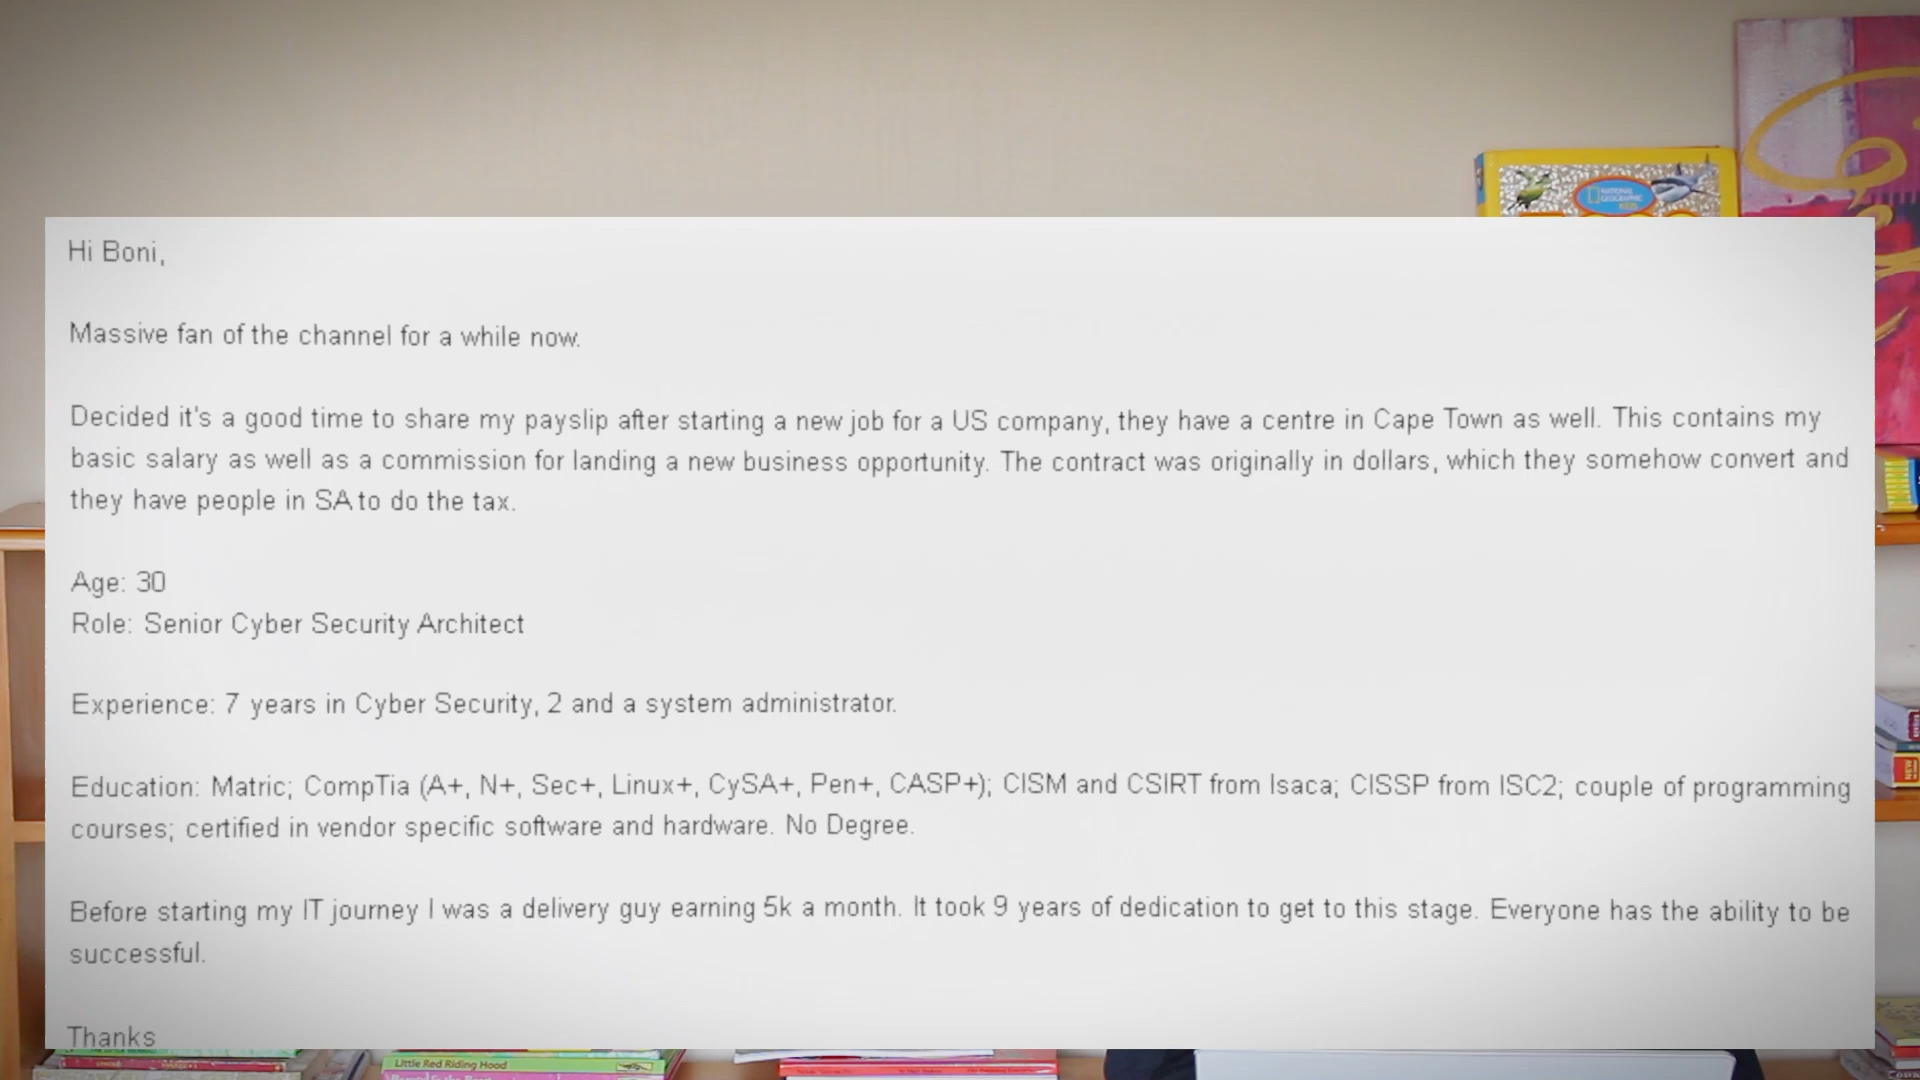 NATIONAL
GEOGRAPHIC
KiDS
Hi Boni,
Massive fan of the channel for a while now.
Decided it's a good time to share my payslip after starting a new job for a US company, they have a centre in Cape Town as well. This contains my
basic salary as well as a commission for landing a new business opportunity. The contract was originally in dollars, which they somehow convert and
they have people in SA to do the tax.
Age: 30
Role: Senior Cyber Security Architect
Experience: 7 years in Cyber Security, 2 and a system administrator.
Education: Matric; CompTia (A+, N+, Sec+, Linux+, CySA+, Pen+, CASP+); CISM and CSIRT from Isaca; CISSP from ISC2; couple of programming
courses; certified in vendor specific software and hardware. No Degree.
Before starting my IT journey I was a delivery guy earning 5k a month. It took 9 years of dedication to get to this stage. Everyone has the ability to be
successful.
Thanks
Little Red Riding Hood